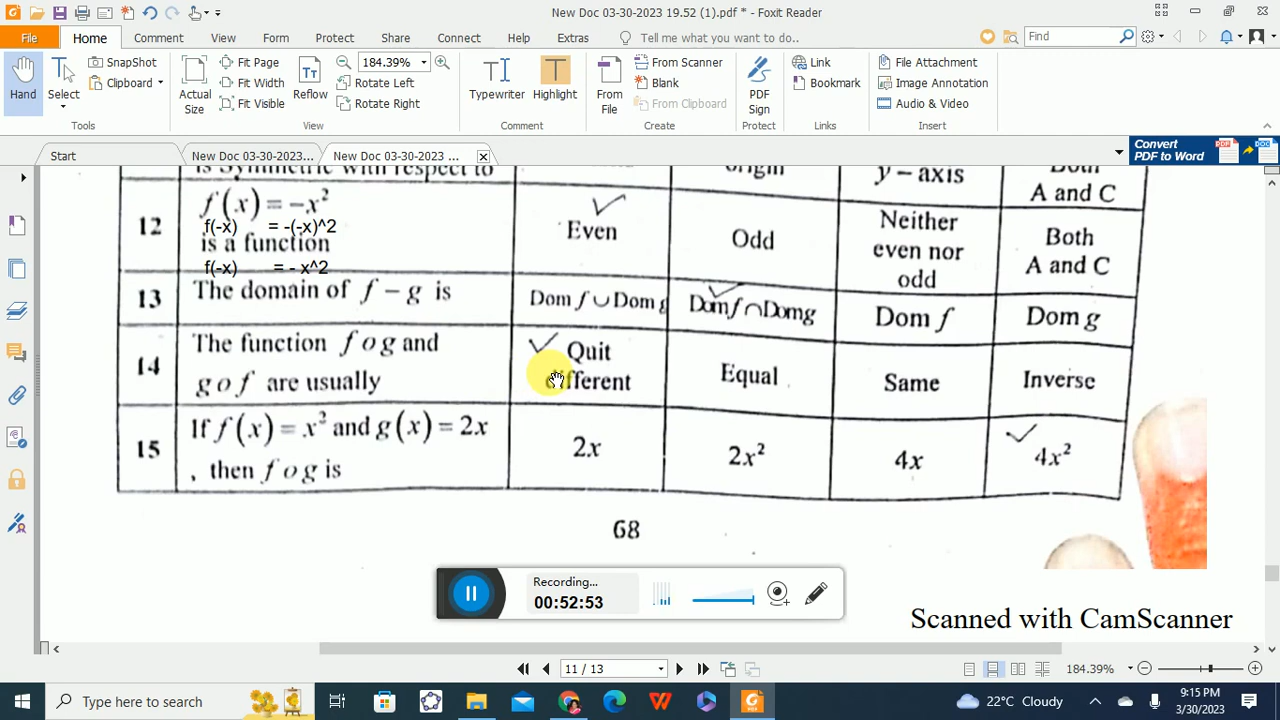 New Doc 03-30-2023 19.52 (1).pdf * - Foxit Reader
File
Home
Comment
View
Form
Protect
Share
Connect
Help
Extras
Tell me what you want to do..
Find
Hand
Select
SnapShot
Clipboard
Actual Size
Fit Page
Fit Width
Fit Visible
Reflow
184.39%
Rotate Left
Rotate Right
Typewriter
Highlight
From File
From Scanner
Blank
From Clipboard
PDF Sign
Link
Bookmark
File Attachment
Image Annotation
Audio & Video
Tools
View
Comment
Create
Protect
Links
Insert
Start
New Doc 03-30-2023...
New Doc 03-30-2023 ...
Convert
PDF to Word
is Symmetric with respect to
origin
y – axis
Both
A and C
12
f(x) = -x²
f(-x) = -(-x)^2
is a function
f(-x) = - x^2
Even
Odd
Neither
even nor
odd
Both
A and C
13
The domain of f – g is
Dom f ∪ Dom g
Dom f ∩ Dom g
Dom f
Dom g
14
The function f o g and
g o f are usually
Quit
different
Equal
Same
Inverse
15
If f(x) = x² and g(x) = 2x
, then f o g is
2x
2x²
4x
4x²
68
Recording...
00:52:53
Scanned with CamScanner
11 / 13
184.39%
Type here to search
22°C Cloudy
9:15 PM
3/30/2023